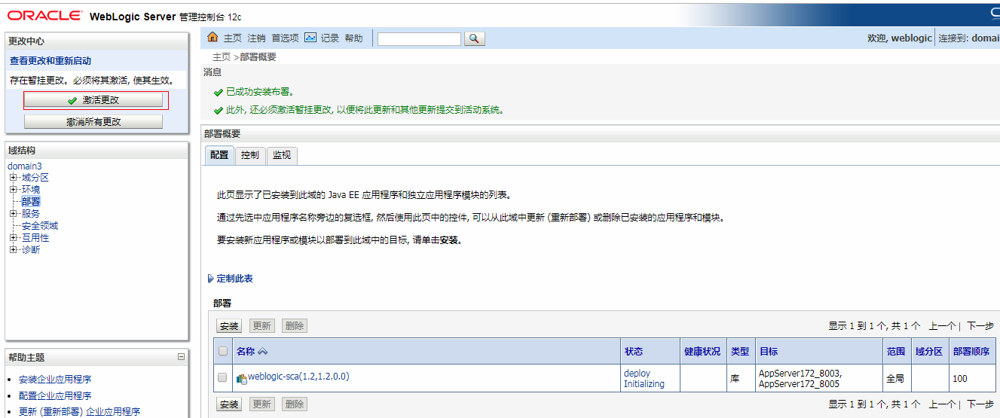 ORACLE WebLogic Server 管理控制台 12c
更改中心
查看更改和重新启动
存在暂挂更改。必须将其激活, 使其生效。
激活更改
撤消所有更改
域结构
domain3
域分区
环境
部署
服务
安全领域
互用性
诊断
帮助主题
安装企业应用程序
配置企业应用程序
更新 (重新部署) 企业应用程序
主页 注销 首选项 记录 帮助
欢迎, weblogic 连接到: domai
主页 >部署概要
消息
已成功安装布署。
此外, 还必须激活暂挂更改, 以便将此更新和其他更新提交到活动系统。
部署概要
配置 控制 监视
此页显示了已安装到此域的 Java EE 应用程序和独立应用程序模块的列表。
通过先选中应用程序名称旁边的复选框, 然后使用此页中的控件, 可以从此域中更新 (重新部署) 或删除已安装的应用程序和模块。
要安装新应用程序或模块以部署到此域中的目标, 请单击安装。
定制此表
部署
安装 更新 删除 显示 1 到 1 个, 共 1 个 上一个 | 下一步
名称 状态 健康状况 类型 目标 范围 域分区 部署顺序
weblogic-sca(1.2,1.2.0.0) deploy Initializing 库 AppServer172_8003, AppServer172_8005 全局 100
安装 更新 删除 显示 1 到 1 个, 共 1 个 上一个 | 下一步